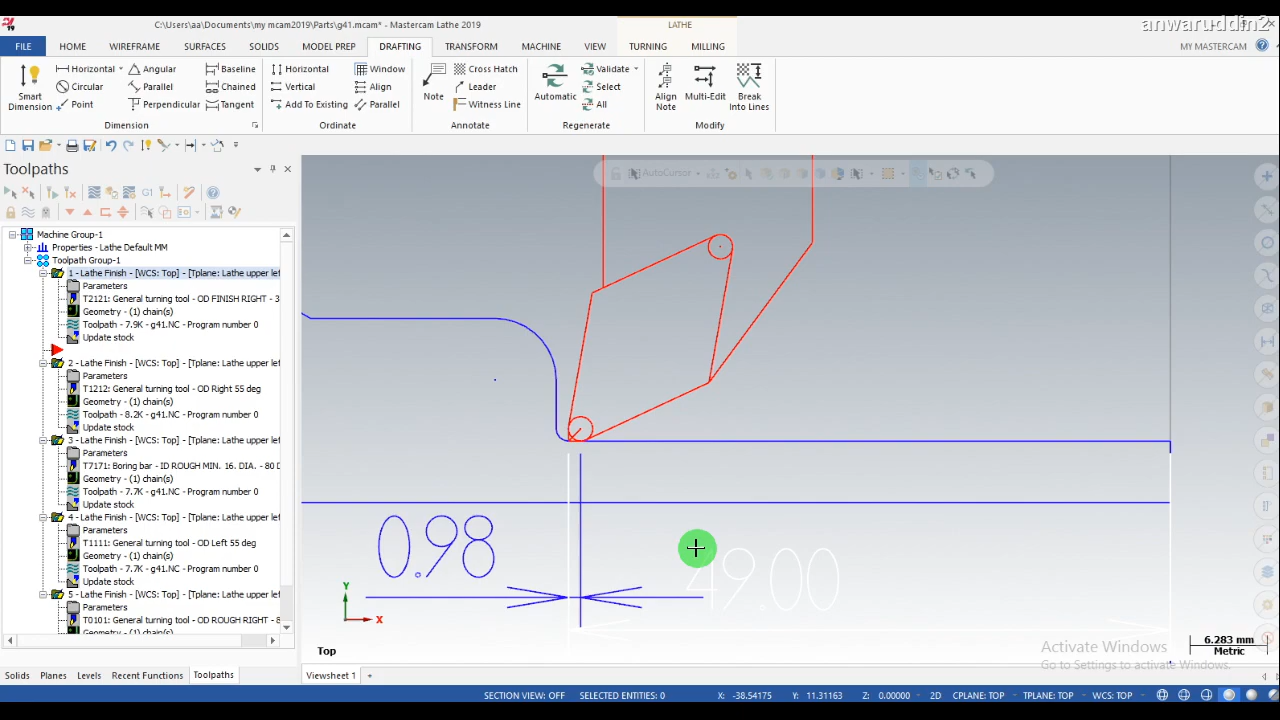 C:\Users\aa\Documents\my mcam2019\Parts\g41.mcam* - Mastercam Lathe 2019
LATHE
anwaruddin2
FILE HOME WIREFRAME SURFACES SOLIDS MODEL PREP DRAFTING TRANSFORM MACHINE VIEW TURNING MILLING MY MASTERCAM
Horizontal Angular Baseline Horizontal Window Cross Hatch Validate
Circular Parallel Chained Vertical Align Leader Select
Point Perpendicular Tangent Add To Existing Parallel Witness Line All
Smart Dimension Note Automatic Align Note Multi-Edit Break Into Lines
Dimension Ordinate Annotate Regenerate Modify
Toolpaths
AutoCursor
G1
Machine Group-1
Properties - Lathe Default MM
Toolpath Group-1
1 - Lathe Finish - [WCS: Top] - [Tplane: Lathe upper lef
Parameters
T2121: General turning tool - OD FINISH RIGHT - 3
Geometry - (1) chain(s)
Toolpath - 7.9K - g41.NC - Program number 0
Update stock
2 - Lathe Finish - [WCS: Top] - [Tplane: Lathe upper lef
Parameters
T1212: General turning tool - OD Right 55 deg
Geometry - (1) chain(s)
Toolpath - 8.2K - g41.NC - Program number 0
Update stock
3 - Lathe Finish - [WCS: Top] - [Tplane: Lathe upper lef
Parameters
T7171: Boring bar - ID ROUGH MIN. 16. DIA. - 80 D
Geometry - (1) chain(s)
Toolpath - 7.7K - g41.NC - Program number 0
Update stock
4 - Lathe Finish - [WCS: Top] - [Tplane: Lathe upper lef
Parameters
T1111: General turning tool - OD Left 55 deg
Geometry - (1) chain(s)
Toolpath - 7.7K - g41.NC - Program number 0
Update stock
5 - Lathe Finish - [WCS: Top] - [Tplane: Lathe upper lef
Parameters
T0101: General turning tool - OD ROUGH RIGHT - 8
Geometry - (1) chain(s)
0.98
49.00
Y
X
Top
6.283 mm
Metric
Activate Windows
Go to Settings to activate Windows.
Solids Planes Levels Recent Functions Toolpaths Viewsheet 1 +
SECTION VIEW: OFF SELECTED ENTITIES: 0 X: -38.54175 Y: 11.31163 Z: 0.00000 2D CPLANE: TOP TPLANE: TOP WCS: TOP